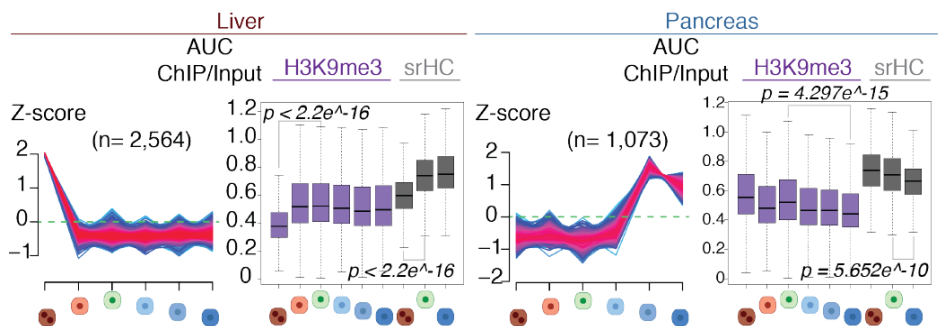 Liver
AUC
ChIP/Input
H3K9me3
srHC
Z-score
(n= 2,564)
2
1
0
-1
1.2
1.0
0.8
0.6
0.4
0.2
0
p < 2.2e^-16
p < 2.2e^-16
Pancreas
AUC
ChIP/Input
H3K9me3
srHC
Z-score
(n= 1,073)
2
1
0
-1
-2
1.2
1.0
0.8
0.6
0.4
0.2
0
p = 4.297e^-15
p = 5.652e^-10